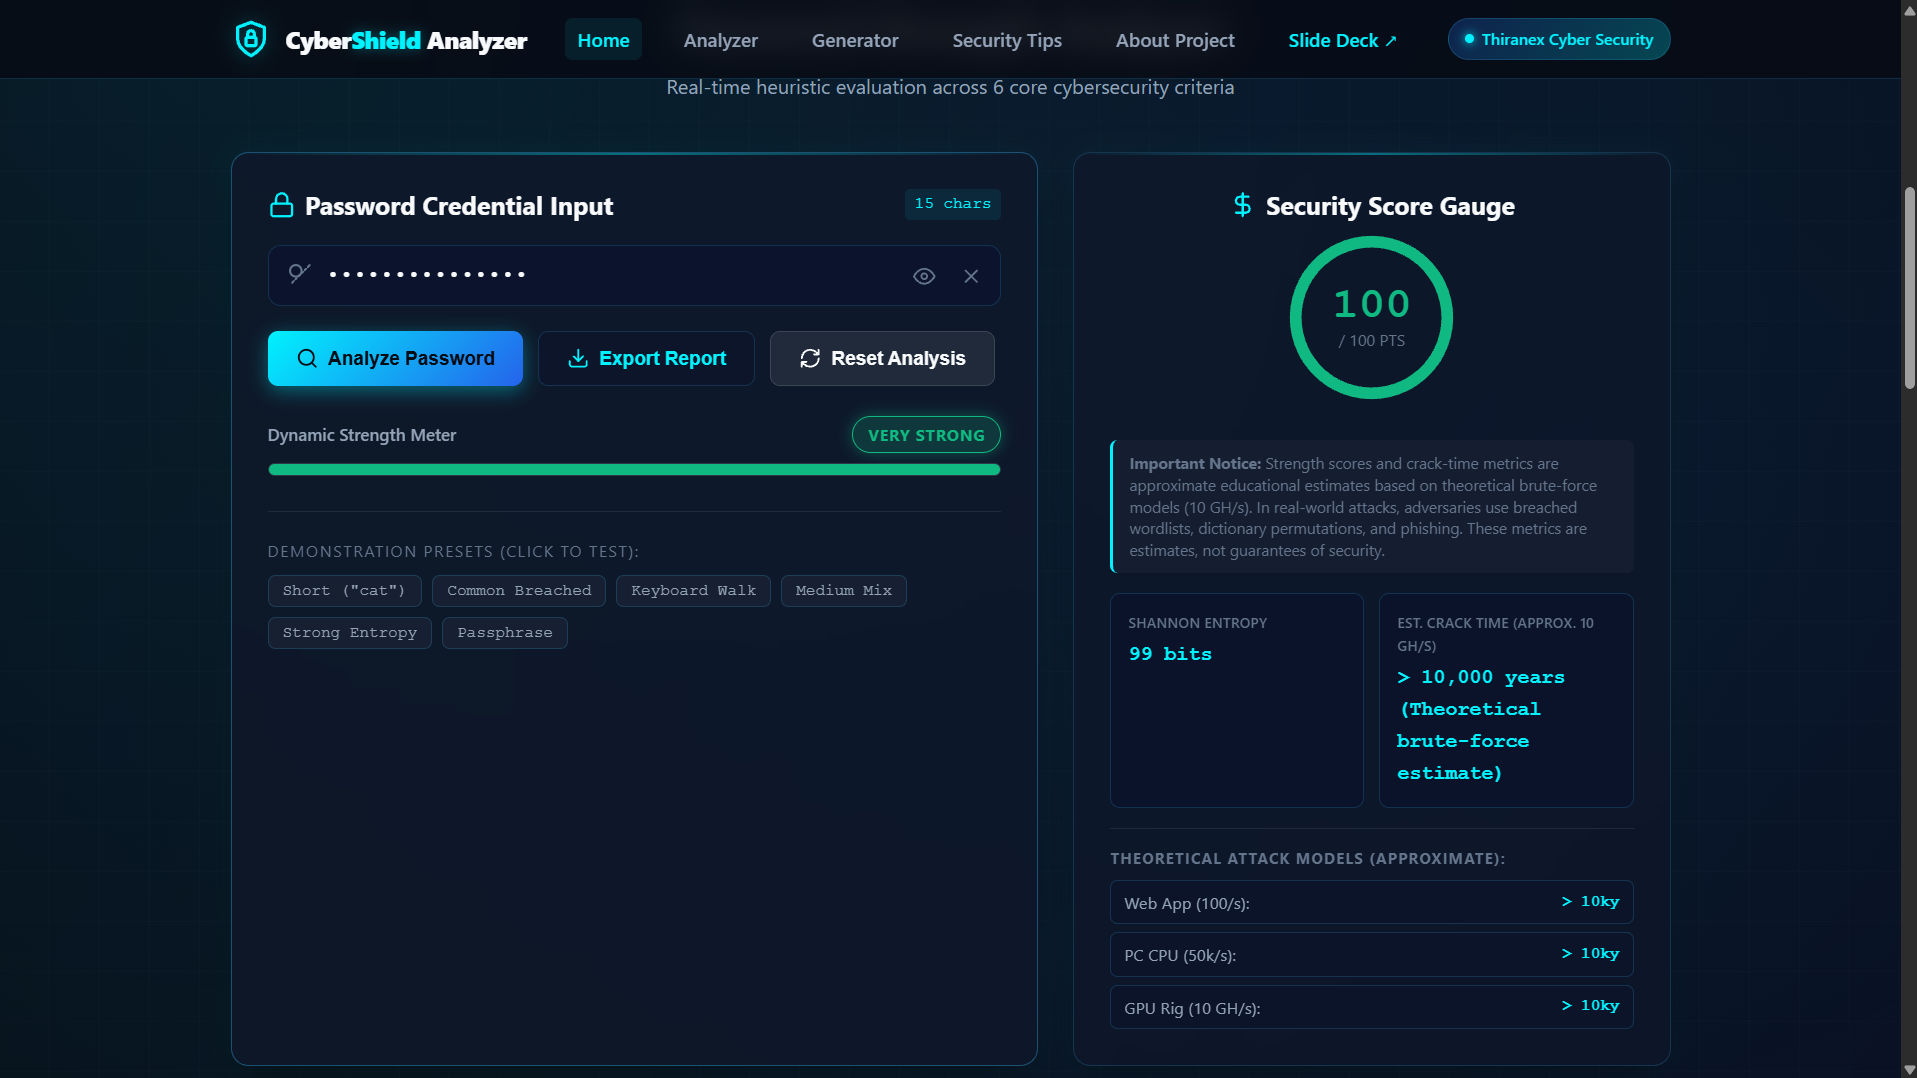 CyberShield Analyzer
Home
Analyzer
Generator
Security Tips
About Project
Slide Deck ↗
Thiranex Cyber Security
Real-time heuristic evaluation across 6 core cybersecurity criteria
Password Credential Input
15 chars
•••••••••••••••
Analyze Password
Export Report
Reset Analysis
Dynamic Strength Meter
VERY STRONG
DEMONSTRATION PRESETS (CLICK TO TEST):
Short ("cat")
Common Breached
Keyboard Walk
Medium Mix
Strong Entropy
Passphrase
$ Security Score Gauge
100
/ 100 PTS
Important Notice: Strength scores and crack-time metrics are
approximate educational estimates based on theoretical brute-force
models (10 GH/s). In real-world attacks, adversaries use breached
wordlists, dictionary permutations, and phishing. These metrics are
estimates, not guarantees of security.
SHANNON ENTROPY
99 bits
EST. CRACK TIME (APPROX. 10
GH/S)
> 10,000 years
(Theoretical
brute-force
estimate)
THEORETICAL ATTACK MODELS (APPROXIMATE):
Web App (100/s):
> 10ky
PC CPU (50k/s):
> 10ky
GPU Rig (10 GH/s):
> 10ky